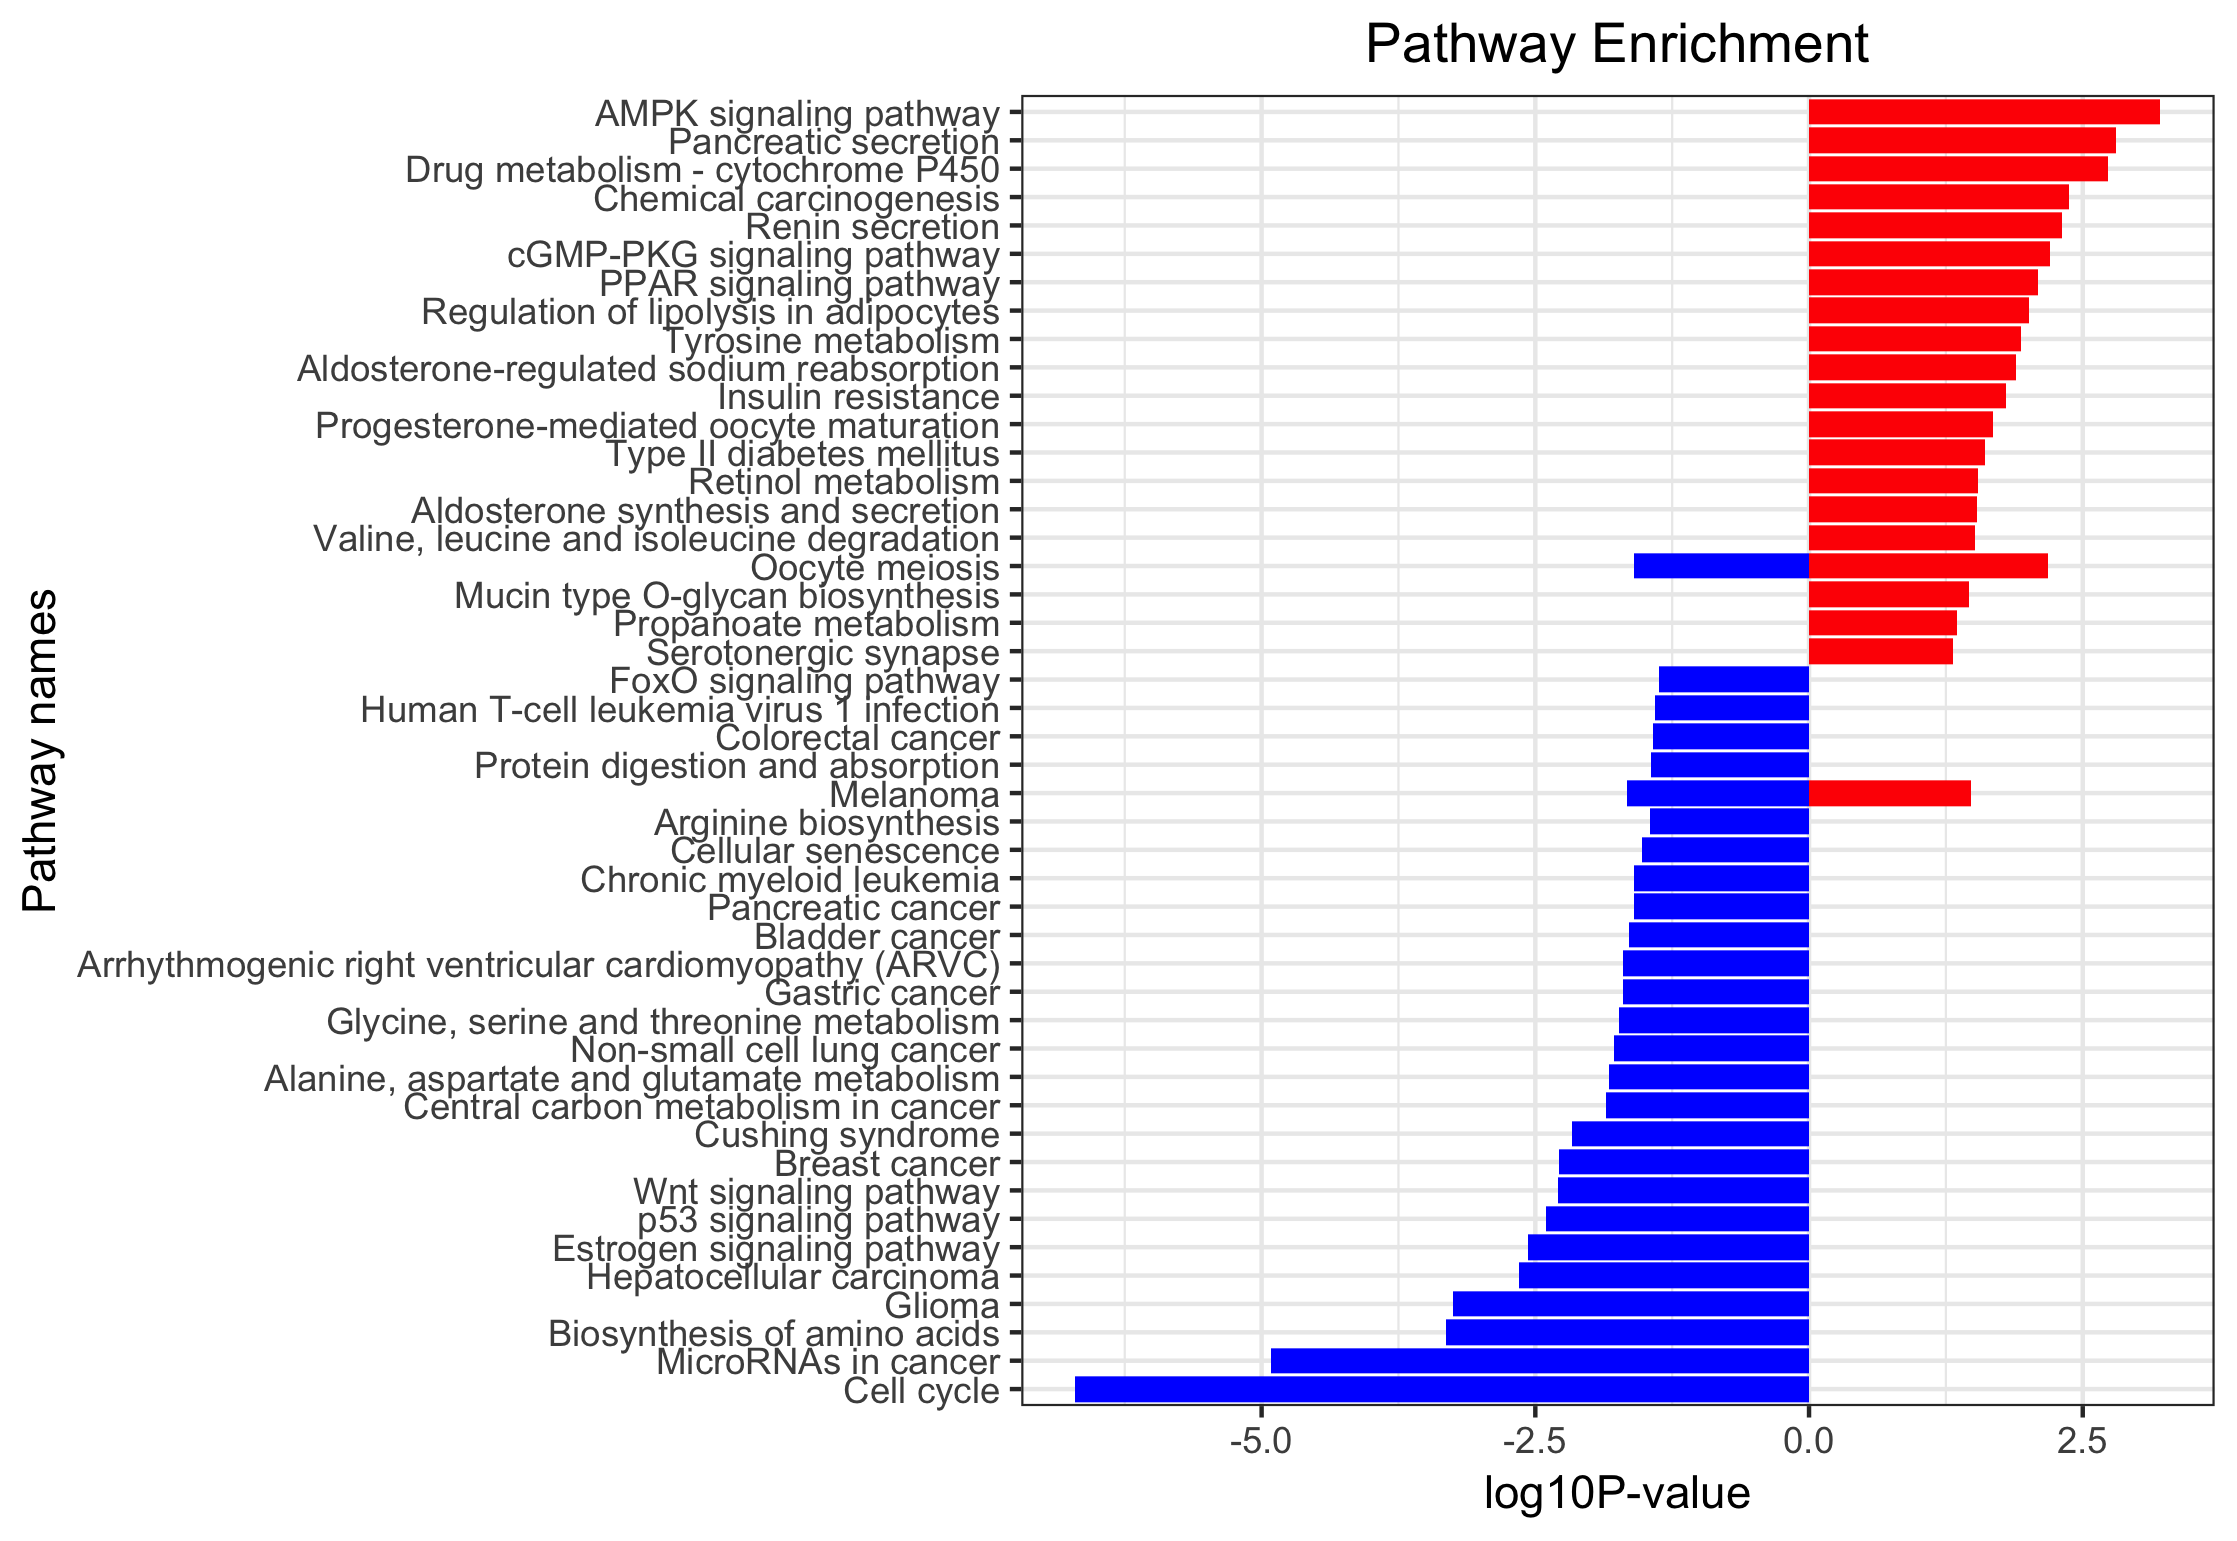 Pathway Enrichment
AMPK signaling pathway
Pancreatic secretion
Drug metabolism - cytochrome P450
Chemical carcinogenesis
Renin secretion
cGMP-PKG signaling pathway
PPAR signaling pathway
Regulation of lipolysis in adipocytes
Tyrosine metabolism
Aldosterone-regulated sodium reabsorption
Insulin resistance
Progesterone-mediated oocyte maturation
Type II diabetes mellitus
Retinol metabolism
Aldosterone synthesis and secretion
Valine, leucine and isoleucine degradation
Oocyte meiosis
Mucin type O-glycan biosynthesis
Propanoate metabolism
Serotonergic synapse
FoxO signaling pathway
Human T-cell leukemia virus 1 infection
Colorectal cancer
Protein digestion and absorption
Melanoma
Arginine biosynthesis
Cellular senescence
Chronic myeloid leukemia
Pancreatic cancer
Bladder cancer
Arrhythmogenic right ventricular cardiomyopathy (ARVC)
Gastric cancer
Glycine, serine and threonine metabolism
Non-small cell lung cancer
Alanine, aspartate and glutamate metabolism
Central carbon metabolism in cancer
Cushing syndrome
Breast cancer
Wnt signaling pathway
p53 signaling pathway
Estrogen signaling pathway
Hepatocellular carcinoma
Glioma
Biosynthesis of amino acids
MicroRNAs in cancer
Cell cycle
Pathway names
-5.0 -2.5 0.0 2.5
log10P-value